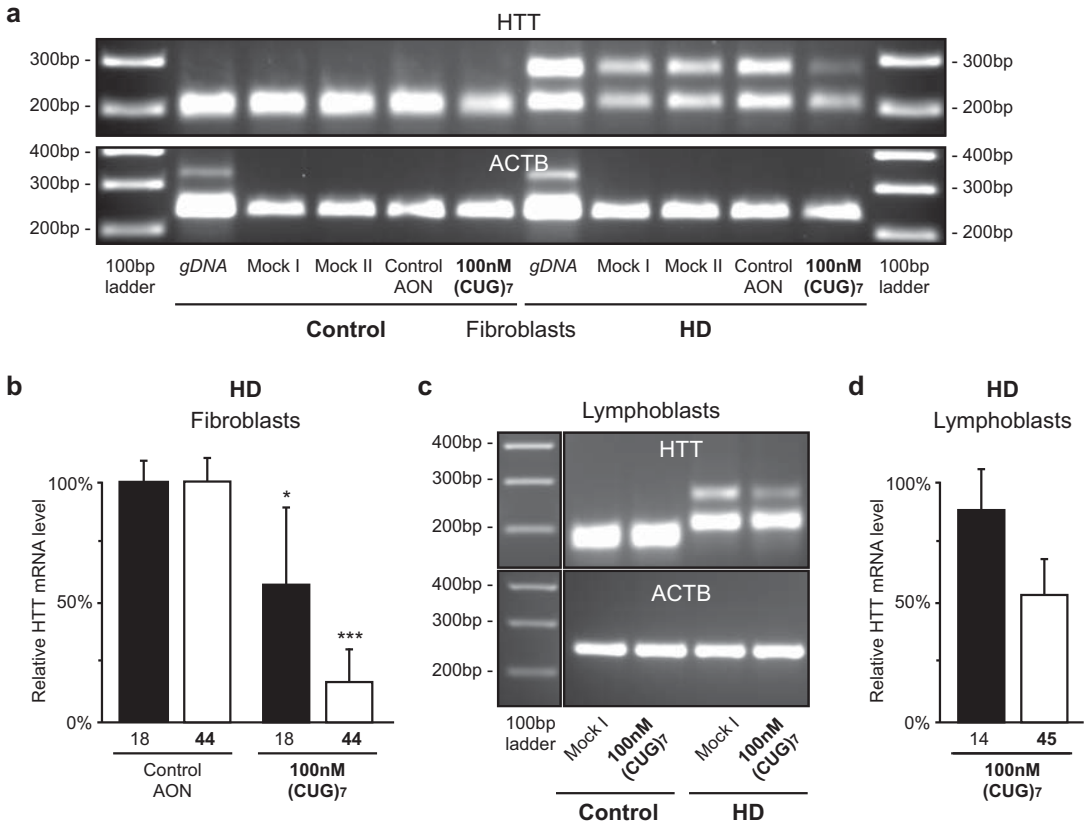 a
HTT
300bp - - 300bp
200bp - - 200bp
400bp - ACTB - 400bp
300bp - - 300bp
200bp - - 200bp
100bp ladder gDNA Mock I Mock II Control AON 100nM (CUG)7 gDNA Mock I Mock II Control AON 100nM (CUG)7 100bp ladder
Control Fibroblasts HD
b
HD
Fibroblasts
Relative HTT mRNA level
100%
50%
0%
*
***
18 44 18 44
Control AON 100nM (CUG)7
c
Lymphoblasts
400bp - HTT
300bp -
200bp -
400bp - ACTB
300bp -
200bp -
100bp ladder Mock I 100nM (CUG)7 Mock I 100nM (CUG)7
Control HD
d
HD
Lymphoblasts
Relative HTT mRNA level
100%
50%
0%
14 45
100nM
(CUG)7